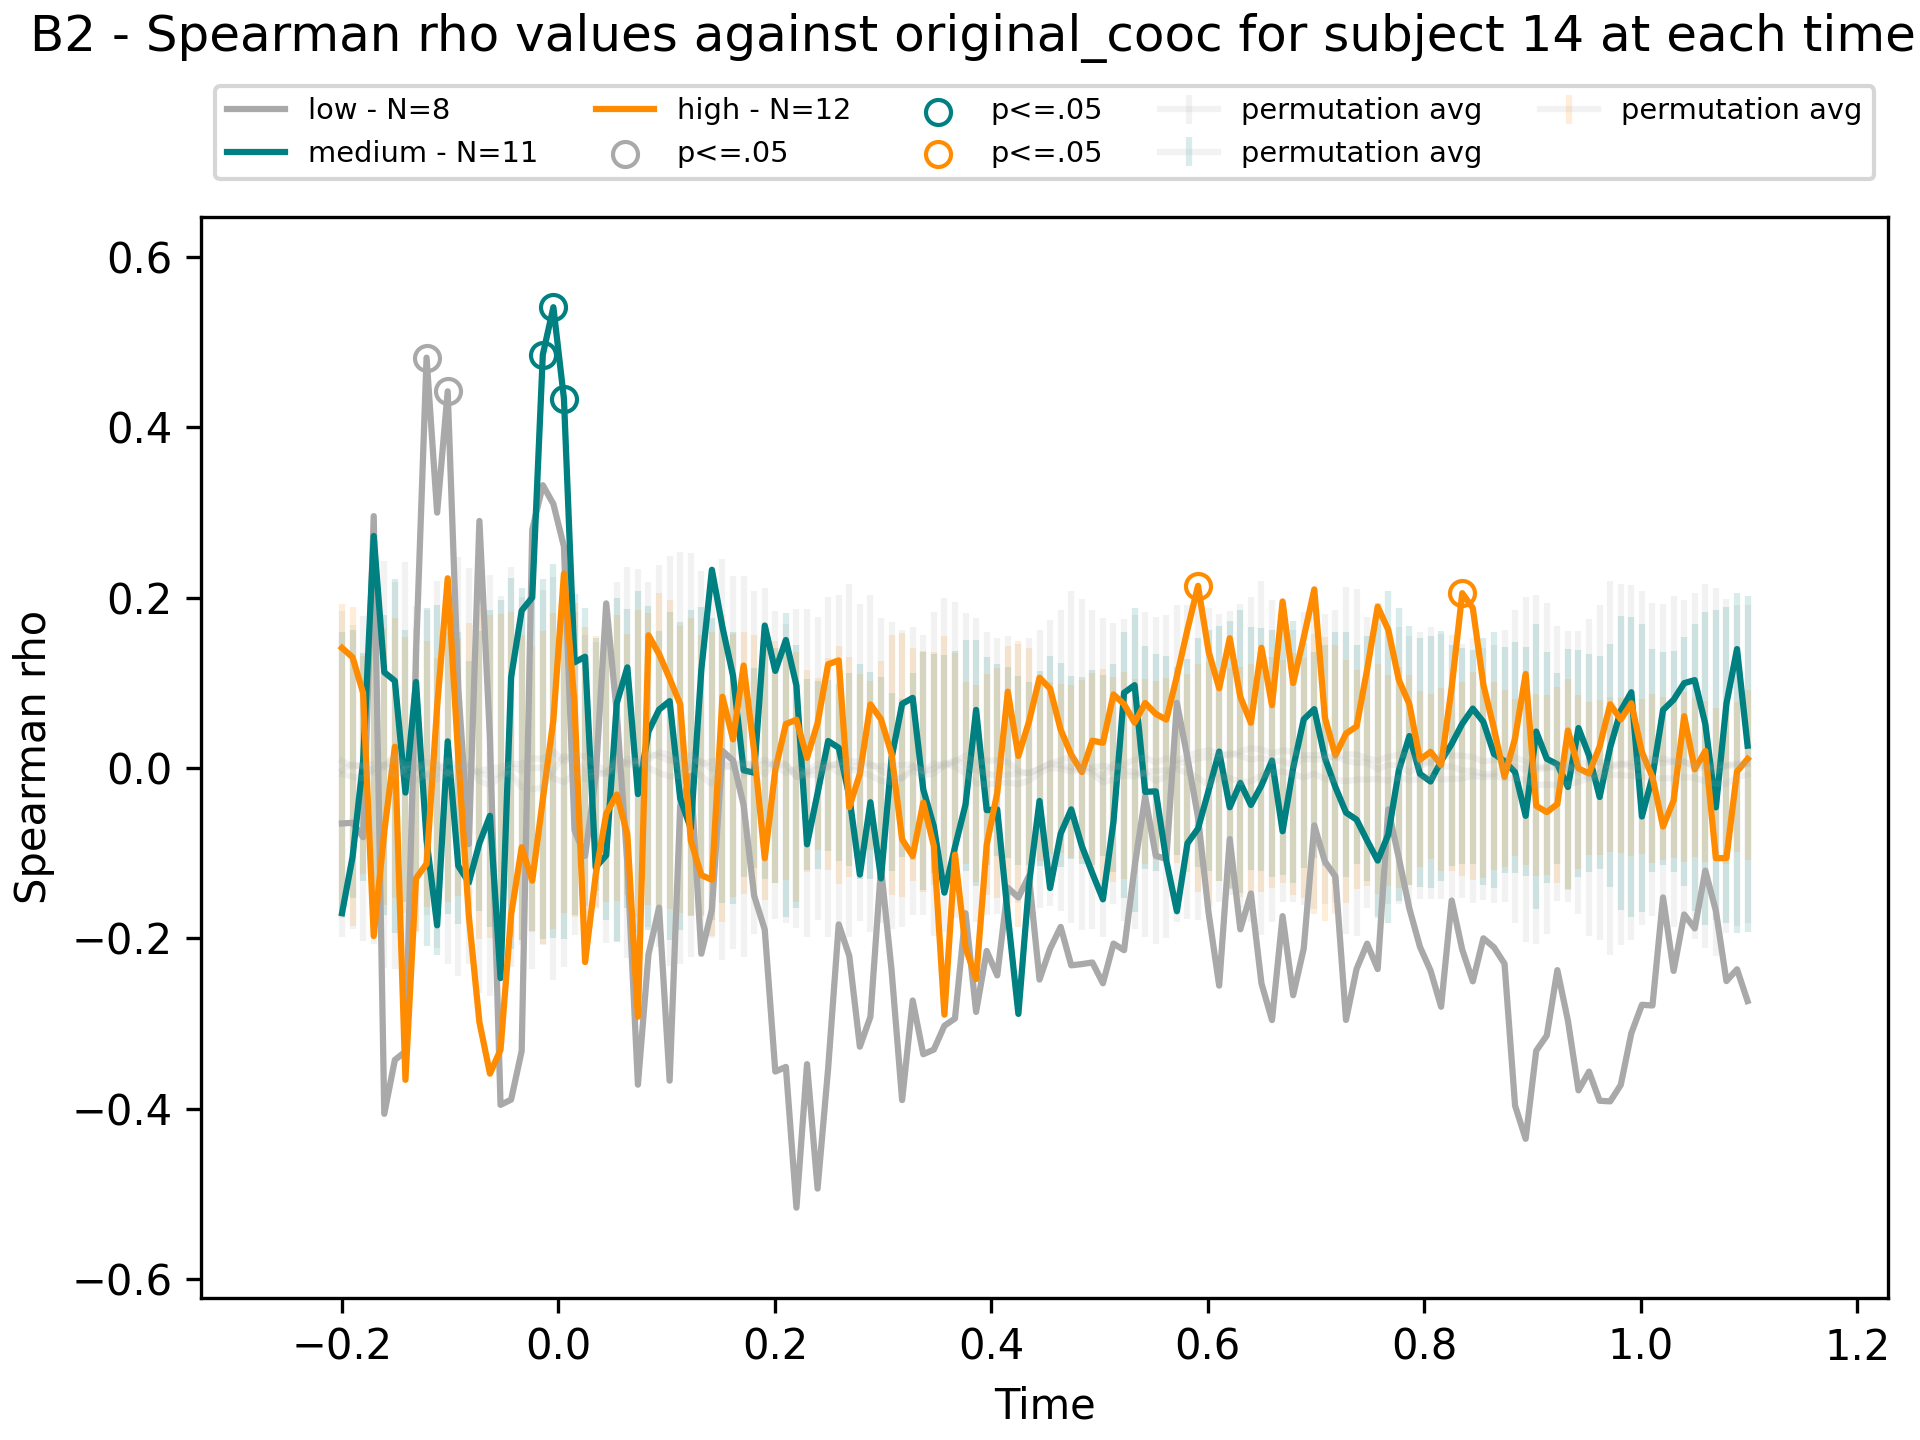 B2 - Spearman rho values against original_cooc for subject 14 at each time
low - N=8
medium - N=11
high - N=12
p<=.05
p<=.05
p<=.05
permutation avg
permutation avg
permutation avg
0.6
0.4
0.2
0.0
−0.2
−0.4
−0.6
Spearman rho
−0.2 0.0 0.2 0.4 0.6 0.8 1.0 1.2
Time